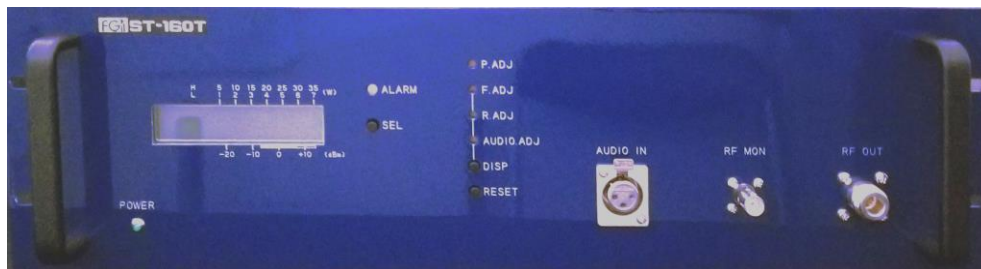 FGI ST-160T
H 5 10 15 20 25 30 35 (W)
L 1 2 3 4 5 6 7
-20 -10 0 +10 (dBm)
POWER
ALARM
SEL
P.ADJ
F.ADJ
R.ADJ
AUDIO.ADJ
DISP
RESET
AUDIO IN
RF MON
RF OUT